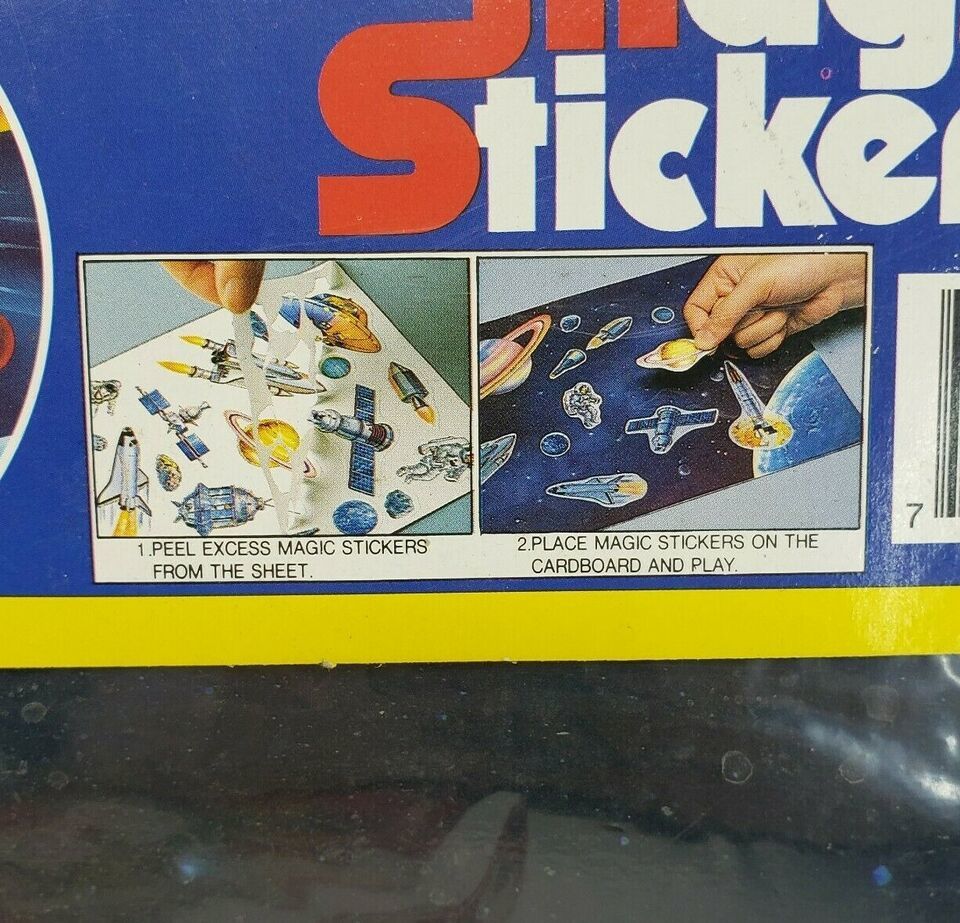 Sticke
1.PEEL EXCESS MAGIC STICKERS
FROM THE SHEET.
2.PLACE MAGIC STICKERS ON THE
CARDBOARD AND PLAY.
7